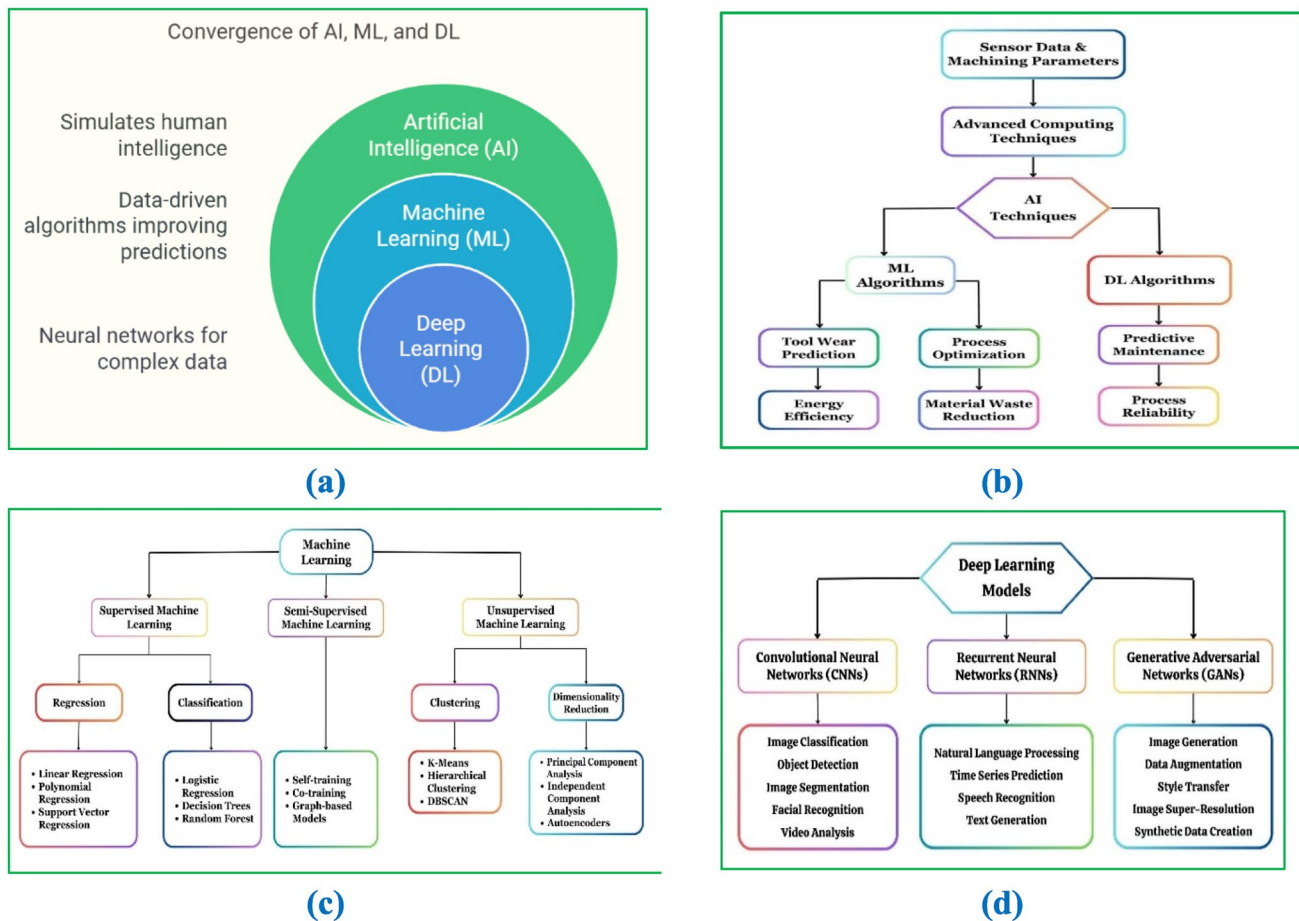 Convergence of AI, ML, and DL
Simulates human
intelligence
Data-driven
algorithms improving
predictions
Neural networks for
complex data
Artificial
Intelligence (AI)
Machine
Learning (ML)
Deep
Learning
(DL)
(a)
Sensor Data &
Machining Parameters
Advanced Computing
Techniques
AI
Techniques
ML
Algorithms
DL Algorithms
Tool Wear
Prediction
Process
Optimization
Predictive
Maintenance
Energy
Efficiency
Material Waste
Reduction
Process
Reliability
(b)
Machine
Learning
Supervised Machine
Learning
Semi-Supervised
Machine Learning
Unsupervised
Machine Learning
Regression
Classification
Clustering
Dimensionality
Reduction
• Linear Regression
• Polynomial
Regression
• Support Vector
Regression
• Logistic
Regression
• Decision Trees
• Random Forest
• Self-training
• Co-training
• Graph-based
Models
• K-Means
• Hierarchical
Clustering
• DBSCAN
• Principal Component
Analysis
• Independent
Component
Analysis
• Autoencoders
(c)
Deep Learning
Models
Convolutional Neural
Networks (CNNs)
Recurrent Neural
Networks (RNNs)
Generative Adversarial
Networks (GANs)
Image Classification
Object Detection
Image Segmentation
Facial Recognition
Video Analysis
Natural Language Processing
Time Series Prediction
Speech Recognition
Text Generation
Image Generation
Data Augmentation
Style Transfer
Image Super-Resolution
Synthetic Data Creation
(d)